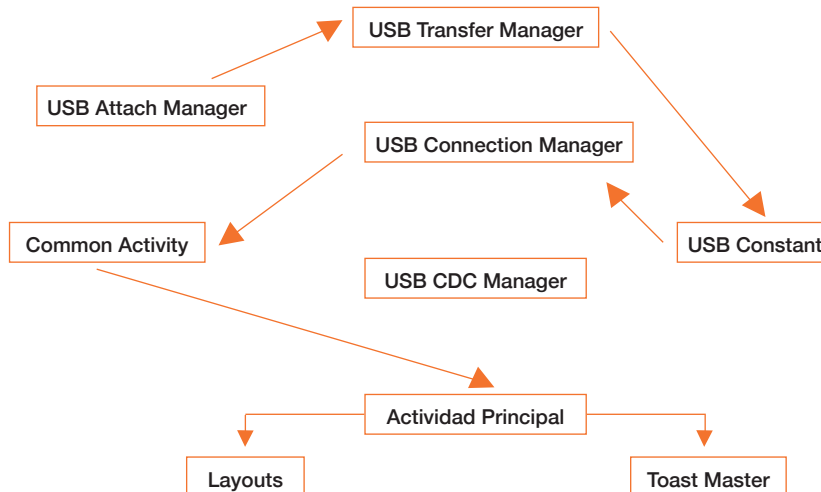 USB Transfer Manager
USB Attach Manager
USB Connection Manager
Common Activity
USB Constant
USB CDC Manager
Actividad Principal
Layouts
Toast Master